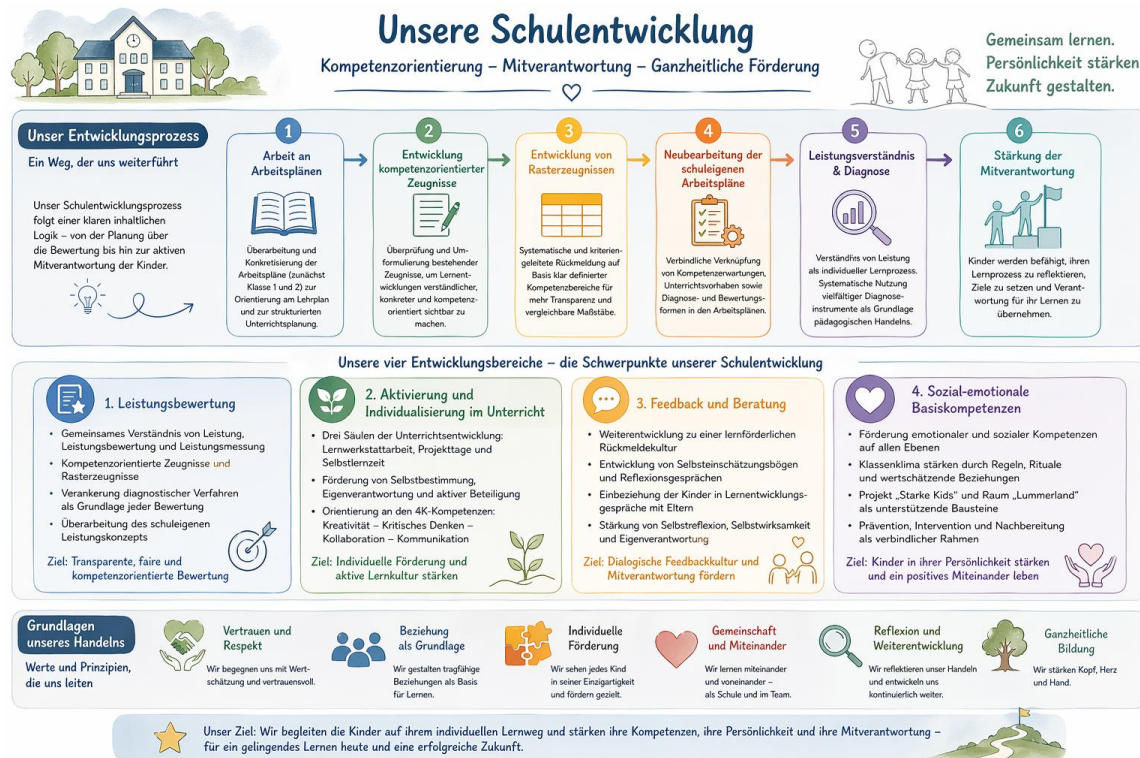 Unsere Schulentwicklung
Kompetenzorientierung – Mitverantwortung – Ganzheitliche Förderung
Gemeinsam lernen.
Persönlichkeit stärken
Zukunft gestalten.
Unser Entwicklungsprozess
Ein Weg, der uns weiterführt
Unser Schulentwicklungsprozess
folgt einer klaren inhaltlichen
Logik – von der Planung über
die Bewertung bis hin zur aktiven
Mitverantwortung der Kinder.
1
Arbeit an
Arbeitsplänen
Überarbeitung und
Konkretisierung der
Arbeitspläne (zunächst
Klasse 1 und 2) zur
Orientierung am Lehrplan
und zur strukturierten
Unterrichtsplanung.
2
Entwicklung
kompetenzorientierter
Zeugnisse
Überprüfung und Um-
formulierung bestehender
Zeugnisse, um Lernent-
wicklungen verständlicher,
konkreter und kompetenz-
orientiert sichtbar zu
machen.
3
Entwicklung von
Rasterzeugnissen
Systematische und kriterien-
geleitete Rückmeldung auf
Basis klar definierter
Kompetenzbereiche für
mehr Transparenz und
vergleichbare Maßstäbe.
4
Neubearbeitung der
schuleigenen
Arbeitspläne
Verbindliche Verknüpfung
von Kompetenzerwartungen,
Unterrichtsvorhaben sowie
Diagnose- und Bewertungs-
formen in den Arbeitsplänen.
5
Leistungsverständnis
& Diagnose
Verständnis von Leistung
als individueller Lernprozess.
Systematische Nutzung
vielfältiger Diagnose-
instrumente als Grundlage
pädagogischen Handelns.
6
Stärkung der
Mitverantwortung
Kinder werden befähigt, ihren
Lernprozess zu reflektieren,
Ziele zu setzen und Verant-
wortung für ihr Lernen zu
übernehmen.
Unsere vier Entwicklungsbereiche – die Schwerpunkte unserer Schulentwicklung
1. Leistungsbewertung
• Gemeinsames Verständnis von Leistung,
Leistungsbewertung und Leistungsmessung
• Kompetenzorientierte Zeugnisse und
Rasterzeugnisse
• Verankerung diagnostischer Verfahren
als Grundlage jeder Bewertung
• Überarbeitung des schuleigenen
Leistungskonzepts
Ziel: Transparente, faire und
kompetenzorientierte Bewertung
2. Aktivierung und
Individualisierung im Unterricht
• Drei Säulen der Unterrichtsentwicklung:
Lernwerkstattarbeit, Projekttage und
Selbstlernzeit
• Förderung von Selbstbestimmung,
Eigenverantwortung und aktiver Beteiligung
• Orientierung an den 4K-Kompetenzen:
Kreativität – Kritisches Denken –
Kollaboration – Kommunikation
Ziel: Individuelle Förderung und
aktive Lernkultur stärken
3. Feedback und Beratung
• Weiterentwicklung zu einer lernförderlichen
Rückmeldekultur
• Entwicklung von Selbsteinschätzungsbögen
und Reflexionsgesprächen
• Einbeziehung der Kinder in Lernentwicklungs-
gespräche mit Eltern
• Stärkung von Selbstreflexion, Selbstwirksamkeit
und Eigenverantwortung
Ziel: Dialogische Feedbackkultur und
Mitverantwortung fördern
4. Sozial-emotionale
Basiskompetenzen
• Förderung emotionaler und sozialer Kompetenzen
auf allen Ebenen
• Klassenklima stärken durch Regeln, Rituale
und wertschätzende Beziehungen
• Projekt „Starke Kids“ und Raum „Lummerland“
als unterstützende Bausteine
• Prävention, Intervention und Nachbereitung
als verbindlicher Rahmen
Ziel: Kinder in ihrer Persönlichkeit stärken
und ein positives Miteinander leben
Grundlagen
unseres Handelns
Werte und Prinzipien,
die uns leiten
Vertrauen und
Respekt
Wir begegnen uns mit Wert-
schätzung und vertrauensvoll.
Beziehung
als Grundlage
Wir gestalten tragfähige
Beziehungen als Basis
für Lernen.
Individuelle
Förderung
Wir sehen jedes Kind
in seiner Einzigartigkeit
und fördern gezielt.
Gemeinschaft
und Miteinander
Wir lernen miteinander
und voneinander –
als Schule und im Team.
Reflexion und
Weiterentwicklung
Wir reflektieren unser Handeln
und entwickeln uns
kontinuierlich weiter.
Ganzheitliche
Bildung
Wir stärken Kopf, Herz
und Hand.
Unser Ziel: Wir begleiten die Kinder auf ihrem individuellen Lernweg und stärken ihre Kompetenzen, ihre Persönlichkeit und ihre Mitverantwortung –
für ein gelingendes Lernen heute und eine erfolgreiche Zukunft.